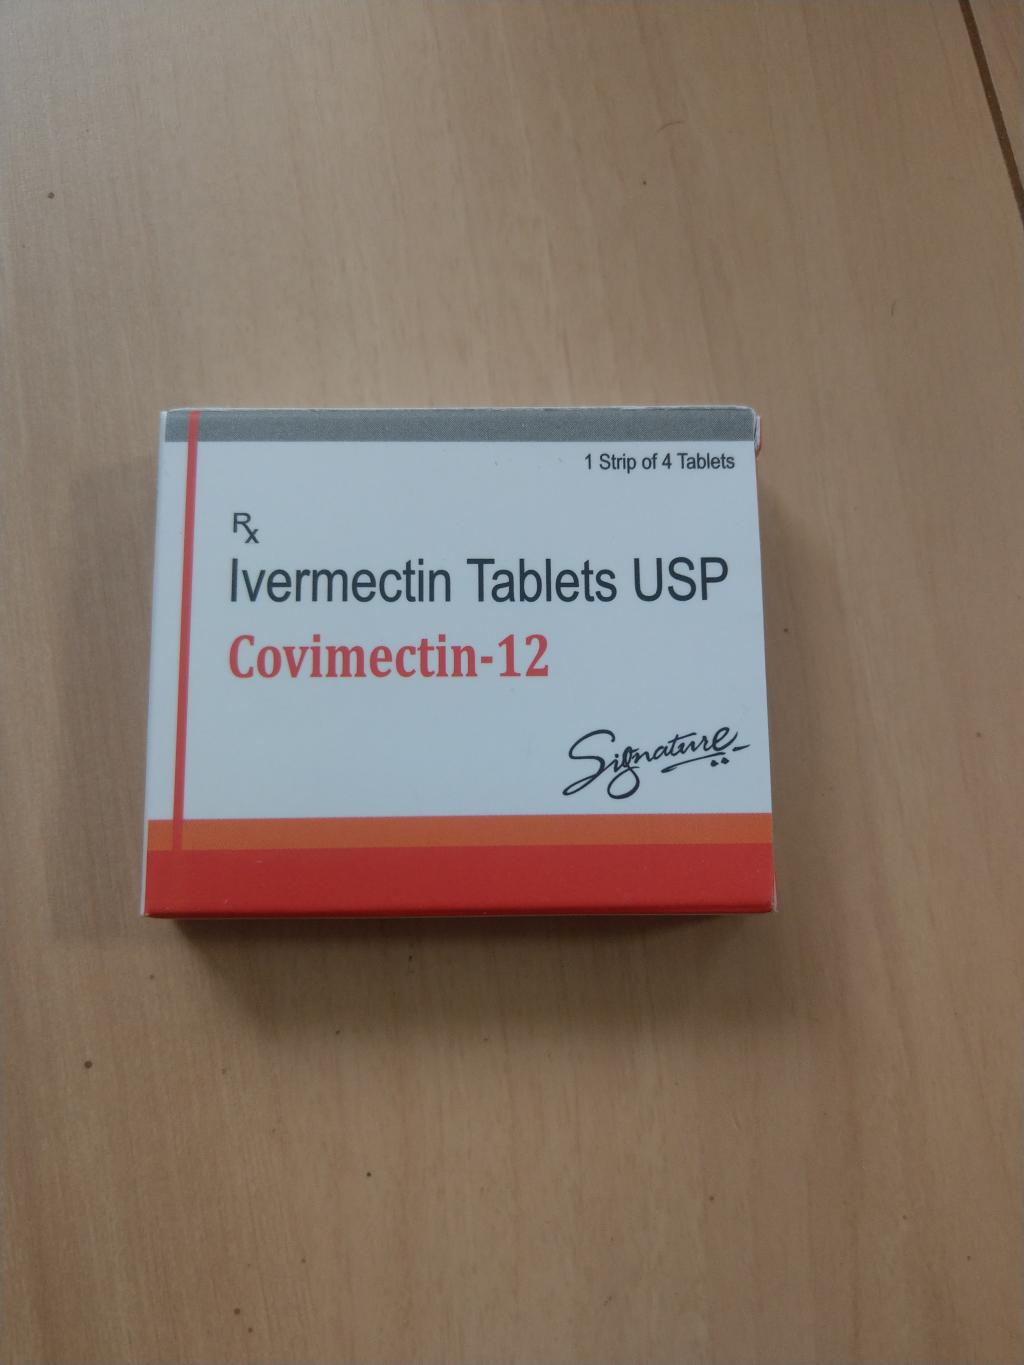 1 Strip of 4 Tablets
Rx
Ivermectin Tablets USP
Covimectin-12
Signature